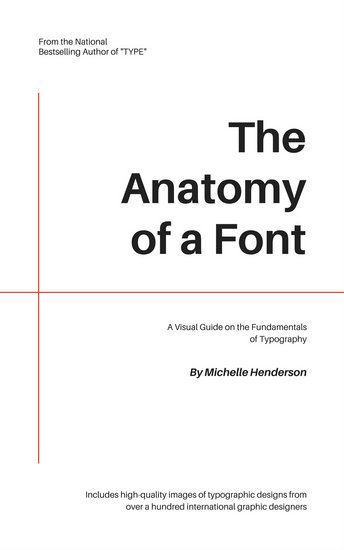 From the National
Bestselling Author of "TYPE"
The
Anatomy
of a Font
A Visual Guide on the Fundamentals
of Typography
By Michelle Henderson
Includes high-quality images of typographic designs from
over a hundred international graphic designers